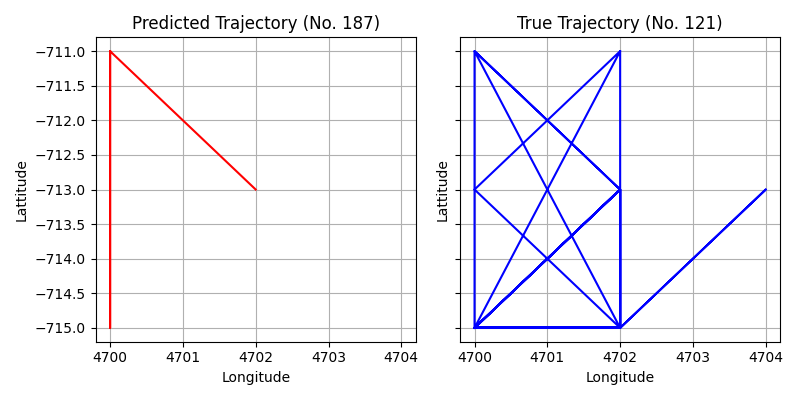 Predicted Trajectory (No. 187)
True Trajectory (No. 121)
−711.0
−711.5
−712.0
−712.5
−713.0
−713.5
−714.0
−714.5
−715.0
Lattitude
Lattitude
4700 4701 4702 4703 4704
4700 4701 4702 4703 4704
Longitude
Longitude